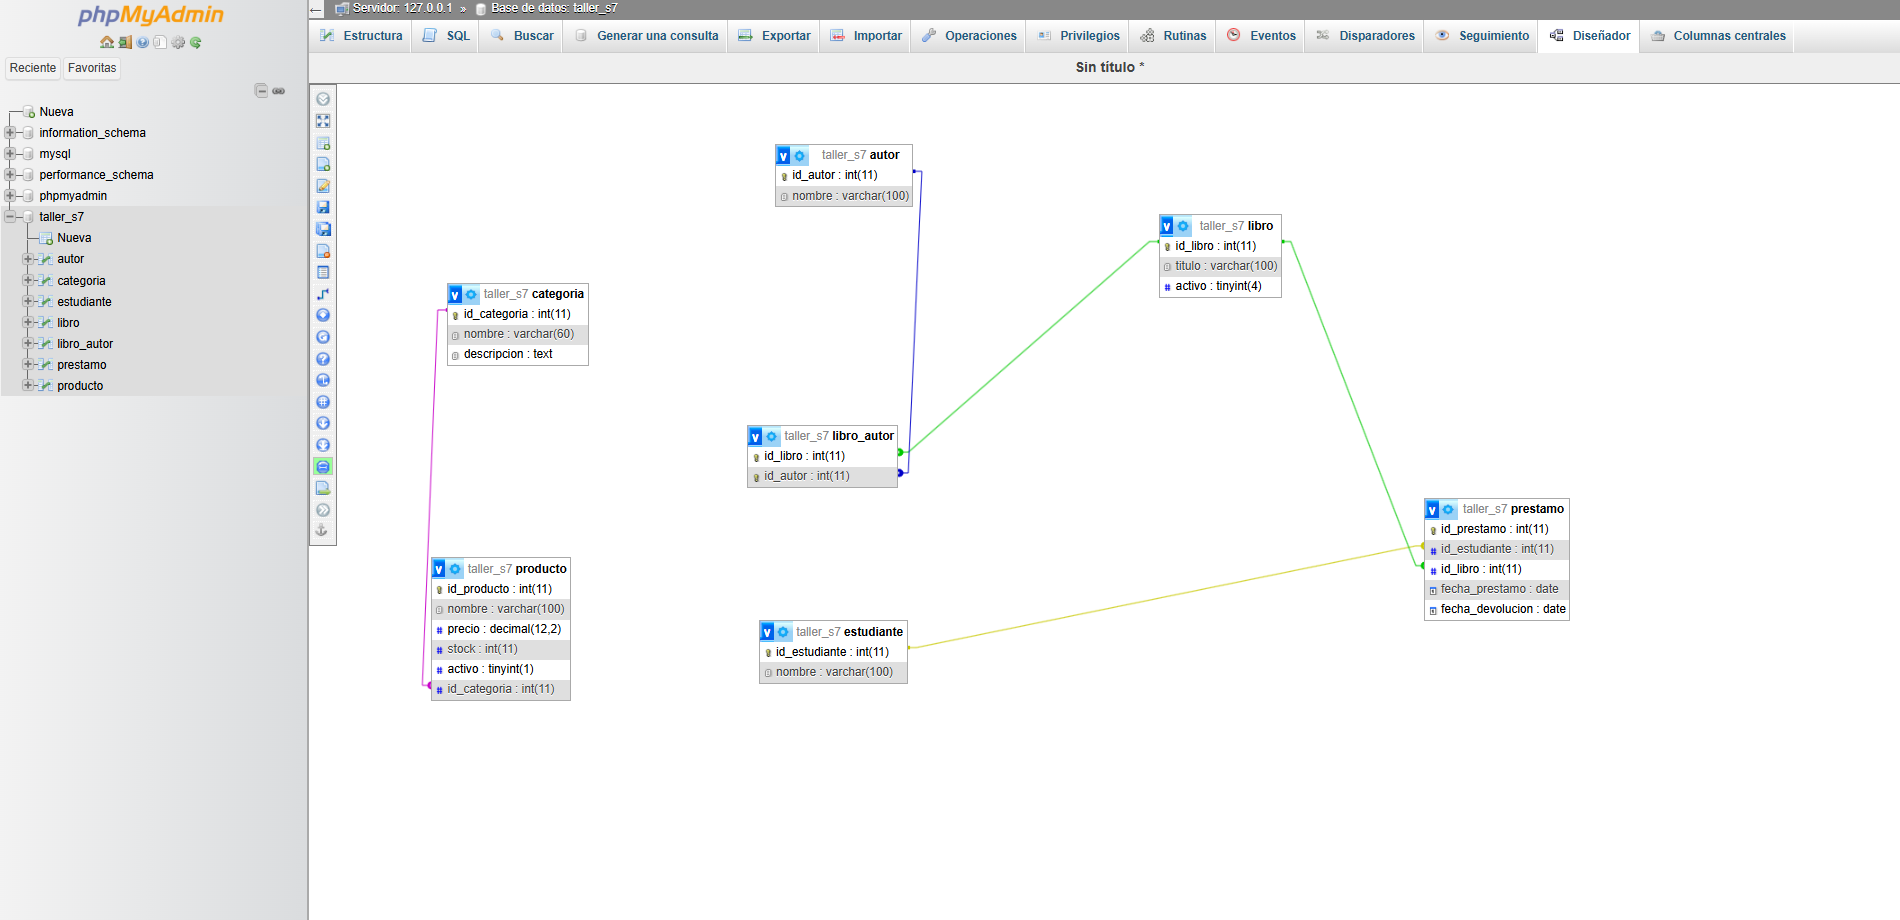 phpMyAdmin
Reciente
Favoritas
Nueva
information_schema
mysql
performance_schema
phpmyadmin
taller_s7
Nueva
autor
categoria
estudiante
libro
libro_autor
prestamo
producto
← Servidor: 127.0.0.1 » Base de datos: taller_s7
Estructura SQL Buscar Generar una consulta Exportar Importar Operaciones Privilegios Rutinas Eventos Disparadores Seguimiento Diseñador Columnas centrales
Sin título *
v taller_s7 autor
id_autor : int(11)
nombre : varchar(100)
v taller_s7 libro
id_libro : int(11)
titulo : varchar(100)
# activo : tinyint(4)
v taller_s7 categoria
id_categoria : int(11)
nombre : varchar(60)
descripcion : text
v taller_s7 libro_autor
id_libro : int(11)
id_autor : int(11)
v taller_s7 prestamo
id_prestamo : int(11)
# id_estudiante : int(11)
# id_libro : int(11)
fecha_prestamo : date
fecha_devolucion : date
v taller_s7 producto
id_producto : int(11)
nombre : varchar(100)
# precio : decimal(12,2)
# stock : int(11)
# activo : tinyint(1)
# id_categoria : int(11)
v taller_s7 estudiante
id_estudiante : int(11)
nombre : varchar(100)